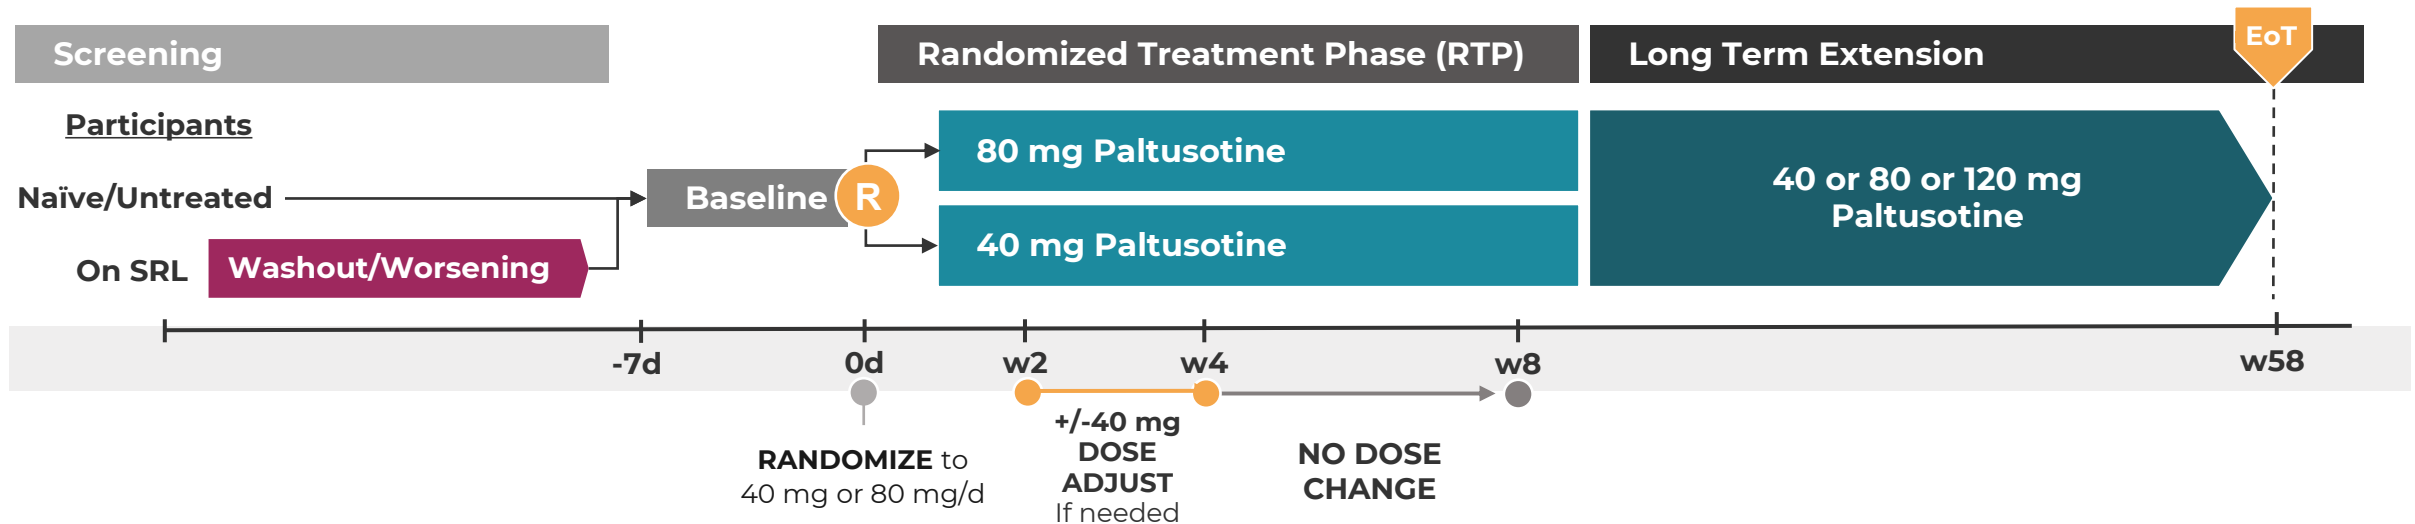 Screening
Randomized Treatment Phase (RTP)
Long Term Extension
EoT
Participants
Naïve/Untreated
On SRL
Washout/Worsening
Baseline
R
80 mg Paltusotine
40 mg Paltusotine
40 or 80 or 120 mg
Paltusotine
-7d
0d
w2
w4
w8
w58
RANDOMIZE to
40 mg or 80 mg/d
+/-40 mg
DOSE
ADJUST
If needed
NO DOSE
CHANGE